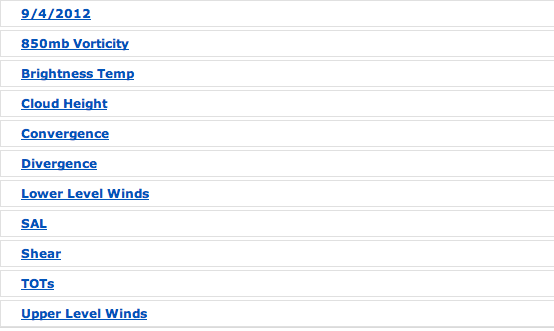 9/4/2012
850mb Vorticity
Brightness Temp
Cloud Height
Convergence
Divergence
Lower Level Winds
SAL
Shear
TOTs
Upper Level Winds